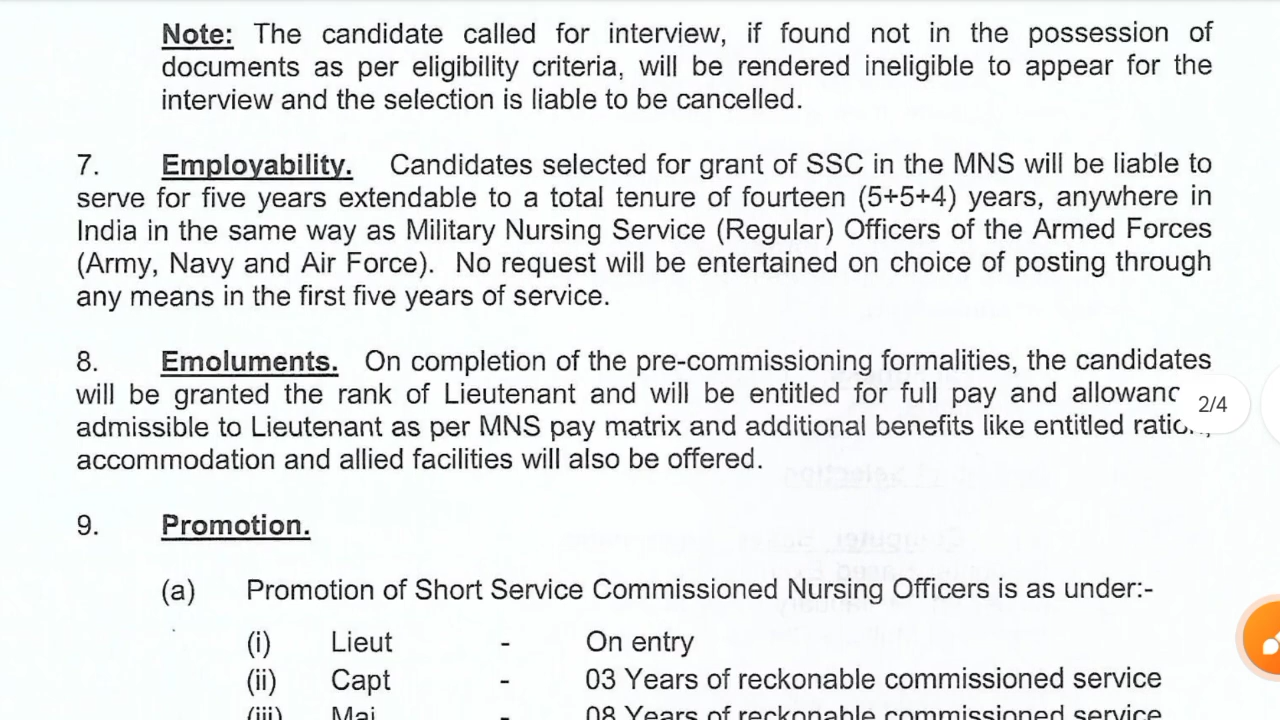 Note: The candidate called for interview, if found not in the possession of
documents as per eligibility criteria, will be rendered ineligible to appear for the
interview and the selection is liable to be cancelled.
7. Employability. Candidates selected for grant of SSC in the MNS will be liable to
serve for five years extendable to a total tenure of fourteen (5+5+4) years, anywhere in
India in the same way as Military Nursing Service (Regular) Officers of the Armed Forces
(Army, Navy and Air Force). No request will be entertained on choice of posting through
any means in the first five years of service.
8. Emoluments. On completion of the pre-commissioning formalities, the candidates
will be granted the rank of Lieutenant and will be entitled for full pay and
2/4
admissible to Lieutenant as per MNS pay matrix and additional benefits like entitled
accommodation and allied facilities will also be offered.
9. Promotion.
(a) Promotion of Short Service Commissioned Nursing Officers is as under:-
(i) Lieut - On entry
(ii) Capt - 03 Years of reckonable commissioned service
(iii) Maj - 08 Years of reckonable commissioned service